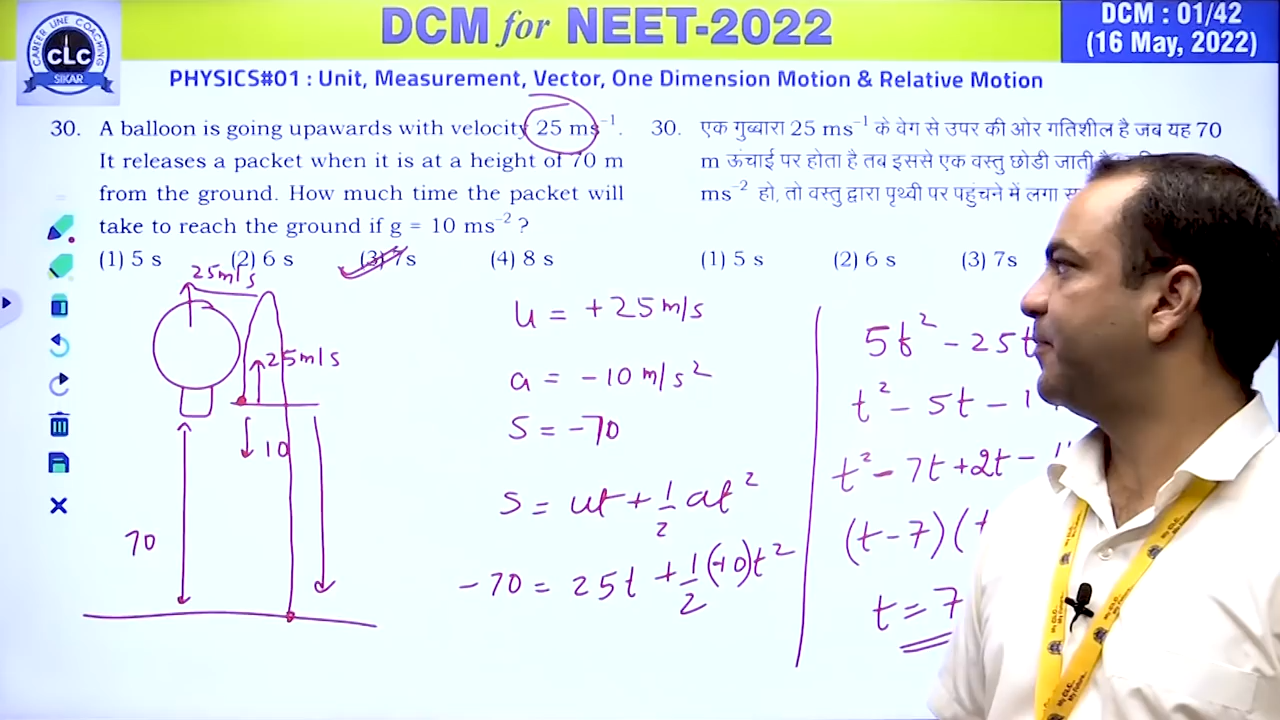 CAREER LINE COACHING
CLC
SIKAR
DCM for NEET-2022
DCM : 01/42
(16 May, 2022)
PHYSICS#01 : Unit, Measurement, Vector, One Dimension Motion & Relative Motion
30. A balloon is going upawards with velocity 25 ms⁻¹.
It releases a packet when it is at a height of 70 m
from the ground. How much time the packet will
take to reach the ground if g = 10 ms⁻² ?
(1) 5 s (2) 6 s (3) 7s (4) 8 s
30. एक गुब्बारा 25 ms⁻¹ के वेग से उपर की ओर गतिशील है जब यह 70
m ऊंचाई पर होता है तब इससे एक वस्तु छोडी जाती
ms⁻² हो, तो वस्तु द्वारा पृथ्वी पर पहुंचने में लगा
(1) 5 s (2) 6 s (3) 7s
25m/s
25m/s
10
70
u = +25 m/s
a = -10 m/s²
S = -70
S = ut + 1/2 at²
-70 = 25t + 1/2 (-10)t²
5t² - 25t
t² - 5t - 1
t² - 7t + 2t -
(t-7)(t
t = 7
My CLC..
My Future..